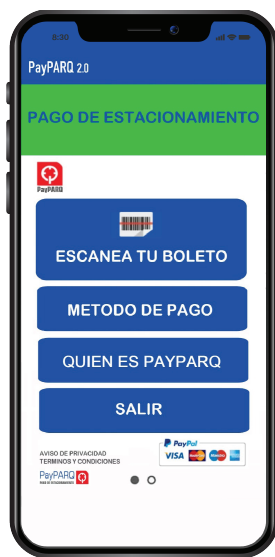 8:30
PayPARQ 2.0
PAGO DE ESTACIONAMIENTO
PayPARQ
ESCANEA TU BOLETO
METODO DE PAGO
QUIEN ES PAYPARQ
SALIR
AVISO DE PRIVACIDAD
TERMINOS Y CONDICIONES
PayPal
VISA
PayPARQ